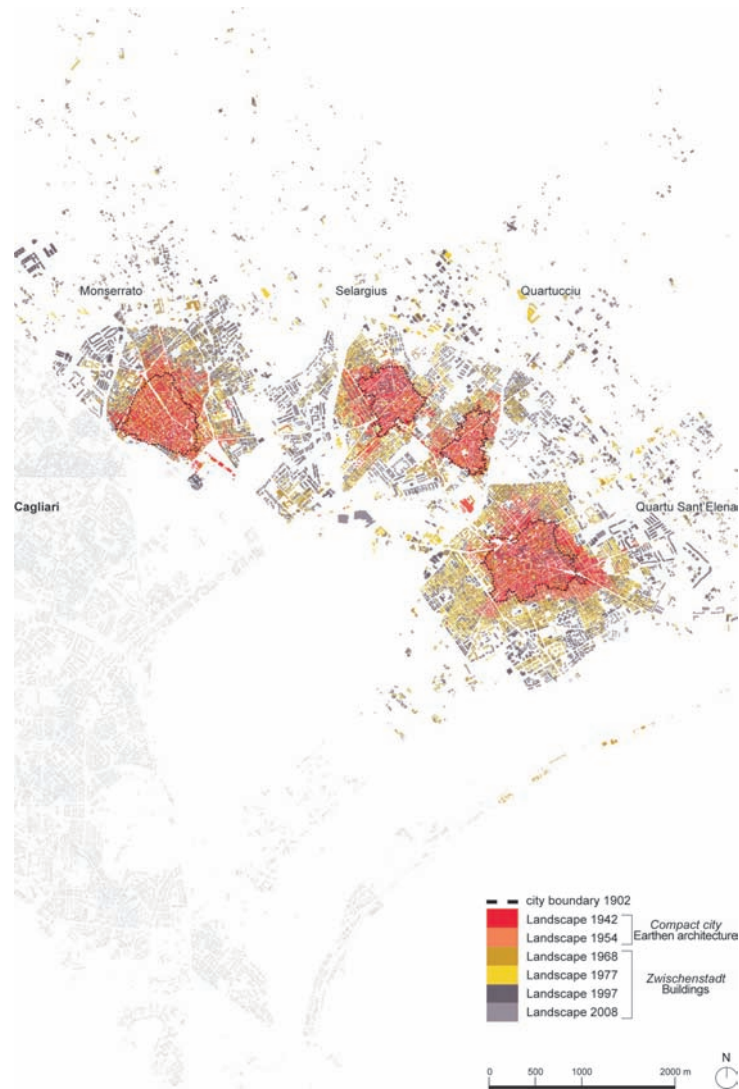 Monserrato
Selargius
Quartucciu
Cagliari
Quartu Sant'Elena
city boundary 1902
Landscape 1942
Landscape 1954
Landscape 1968
Landscape 1977
Landscape 1997
Landscape 2008
Compact city
Earthen architecture
Zwischenstadt
Buildings
N
0 500 1000 2000 m